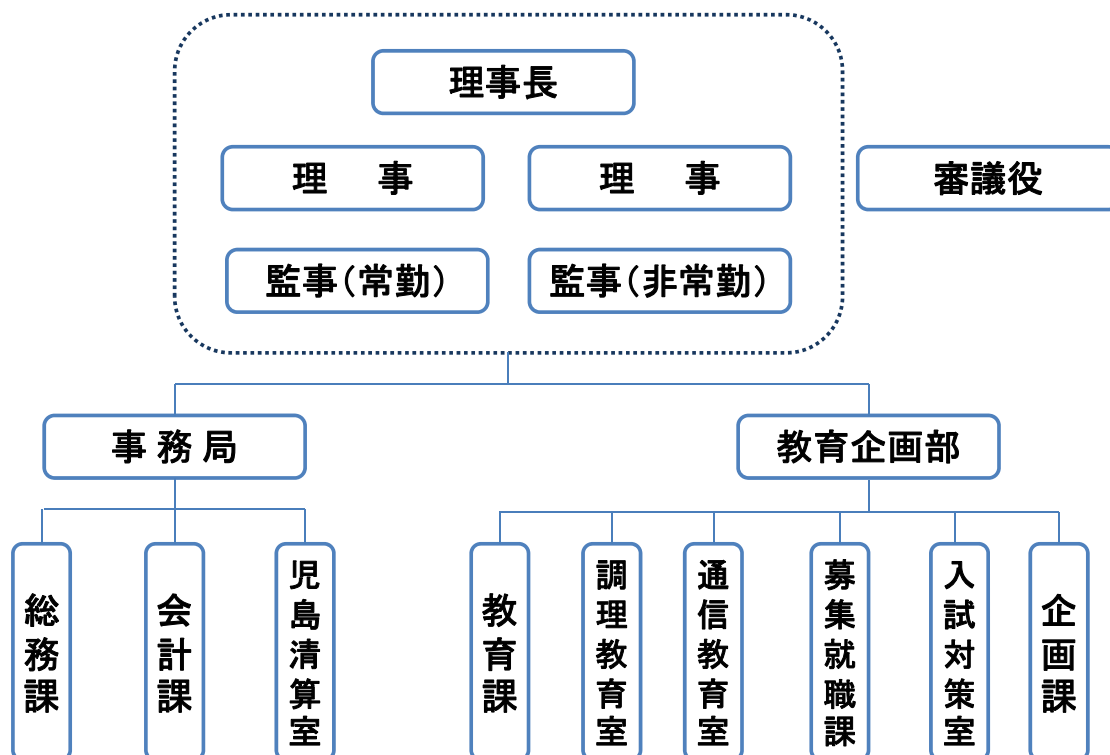 理事長
理　事
理　事
審議役
監事（常勤）
監事（非常勤）
事 務 局
教育企画部
総務課
会計課
児島清算室
教育課
調理教育室
通信教育室
募集就職課
入試対策室
企画課